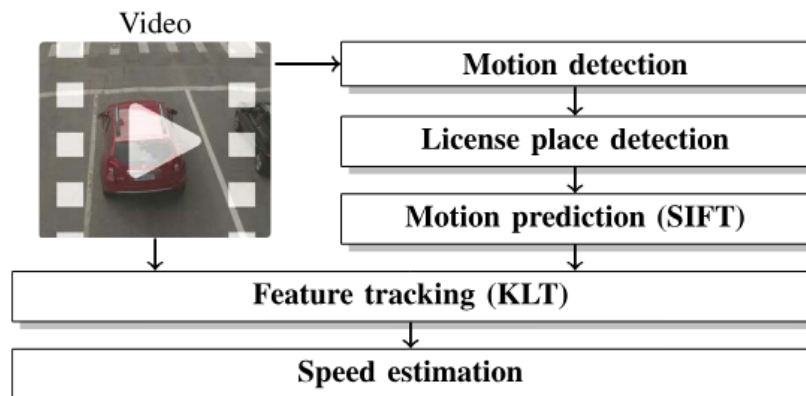 Video
Motion detection
License place detection
Motion prediction (SIFT)
Feature tracking (KLT)
Speed estimation